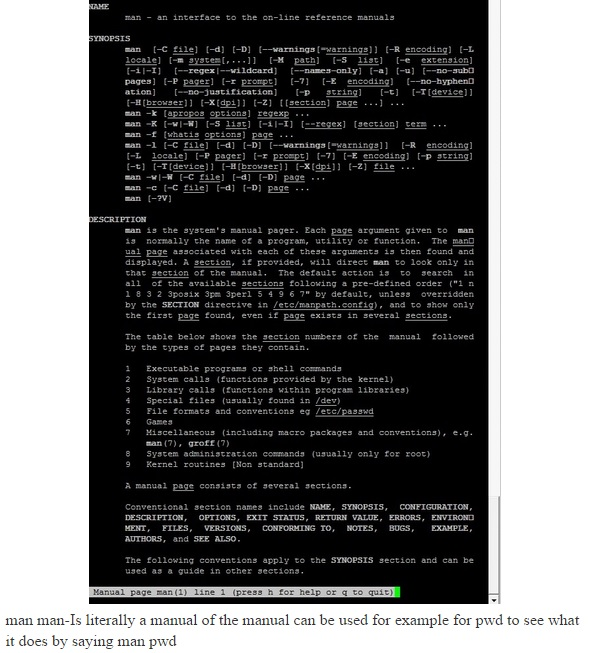 NAME
man - an interface to the on-line reference manuals
SYNOPSIS
man [-C file] [-d] [-D] [--warnings[=warnings]] [-R encoding] [-L
locale] [-m system[,...]] [-M path] [-S list] [-e extension]
[-i|-I] [--regex|--wildcard] [--names-only] [-a] [-u] [--no-sub
pages] [-P pager] [-r prompt] [-7] [-E encoding] [--no-hyphen
ation] [--no-justification] [-p string] [-t] [-T[device]]
[-H[browser]] [-X[dpi]] [-Z] [[section] page ...] ...
man -k [apropos options] regexp ...
man -K [-w|-W] [-S list] [-i|-I] [--regex] [section] term ...
man -f [whatis options] page ...
man -l [-C file] [-d] [-D] [--warnings[=warnings]] [-R encoding]
[-L locale] [-P pager] [-r prompt] [-7] [-E encoding] [-p string]
[-t] [-T[device]] [-H[browser]] [-X[dpi]] [-Z] file ...
man -w|-W [-C file] [-d] [-D] page ...
man -c [-C file] [-d] [-D] page ...
man [-?V]
DESCRIPTION
man is the system's manual pager. Each page argument given to man
is normally the name of a program, utility or function. The man
ual page associated with each of these arguments is then found and
displayed. A section, if provided, will direct man to look only in
that section of the manual. The default action is to search in
all of the available sections following a pre-defined order ("1 n
l 8 3 2 3posix 3pm 3perl 5 4 9 6 7" by default, unless overridden
by the SECTION directive in /etc/manpath.config), and to show only
the first page found, even if page exists in several sections.
The table below shows the section numbers of the manual followed
by the types of pages they contain.
1 Executable programs or shell commands
2 System calls (functions provided by the kernel)
3 Library calls (functions within program libraries)
4 Special files (usually found in /dev)
5 File formats and conventions eg /etc/passwd
6 Games
7 Miscellaneous (including macro packages and conventions), e.g.
man(7), groff(7)
8 System administration commands (usually only for root)
9 Kernel routines [Non standard]
A manual page consists of several sections.
Conventional section names include NAME, SYNOPSIS, CONFIGURATION,
DESCRIPTION, OPTIONS, EXIT STATUS, RETURN VALUE, ERRORS, ENVIRON
MENT, FILES, VERSIONS, CONFORMING TO, NOTES, BUGS, EXAMPLE,
AUTHORS, and SEE ALSO.
The following conventions apply to the SYNOPSIS section and can be
used as a guide in other sections.
Manual page man(1) line 1 (press h for help or q to quit)
man man-Is literally a manual of the manual can be used for example for pwd to see what
it does by saying man pwd